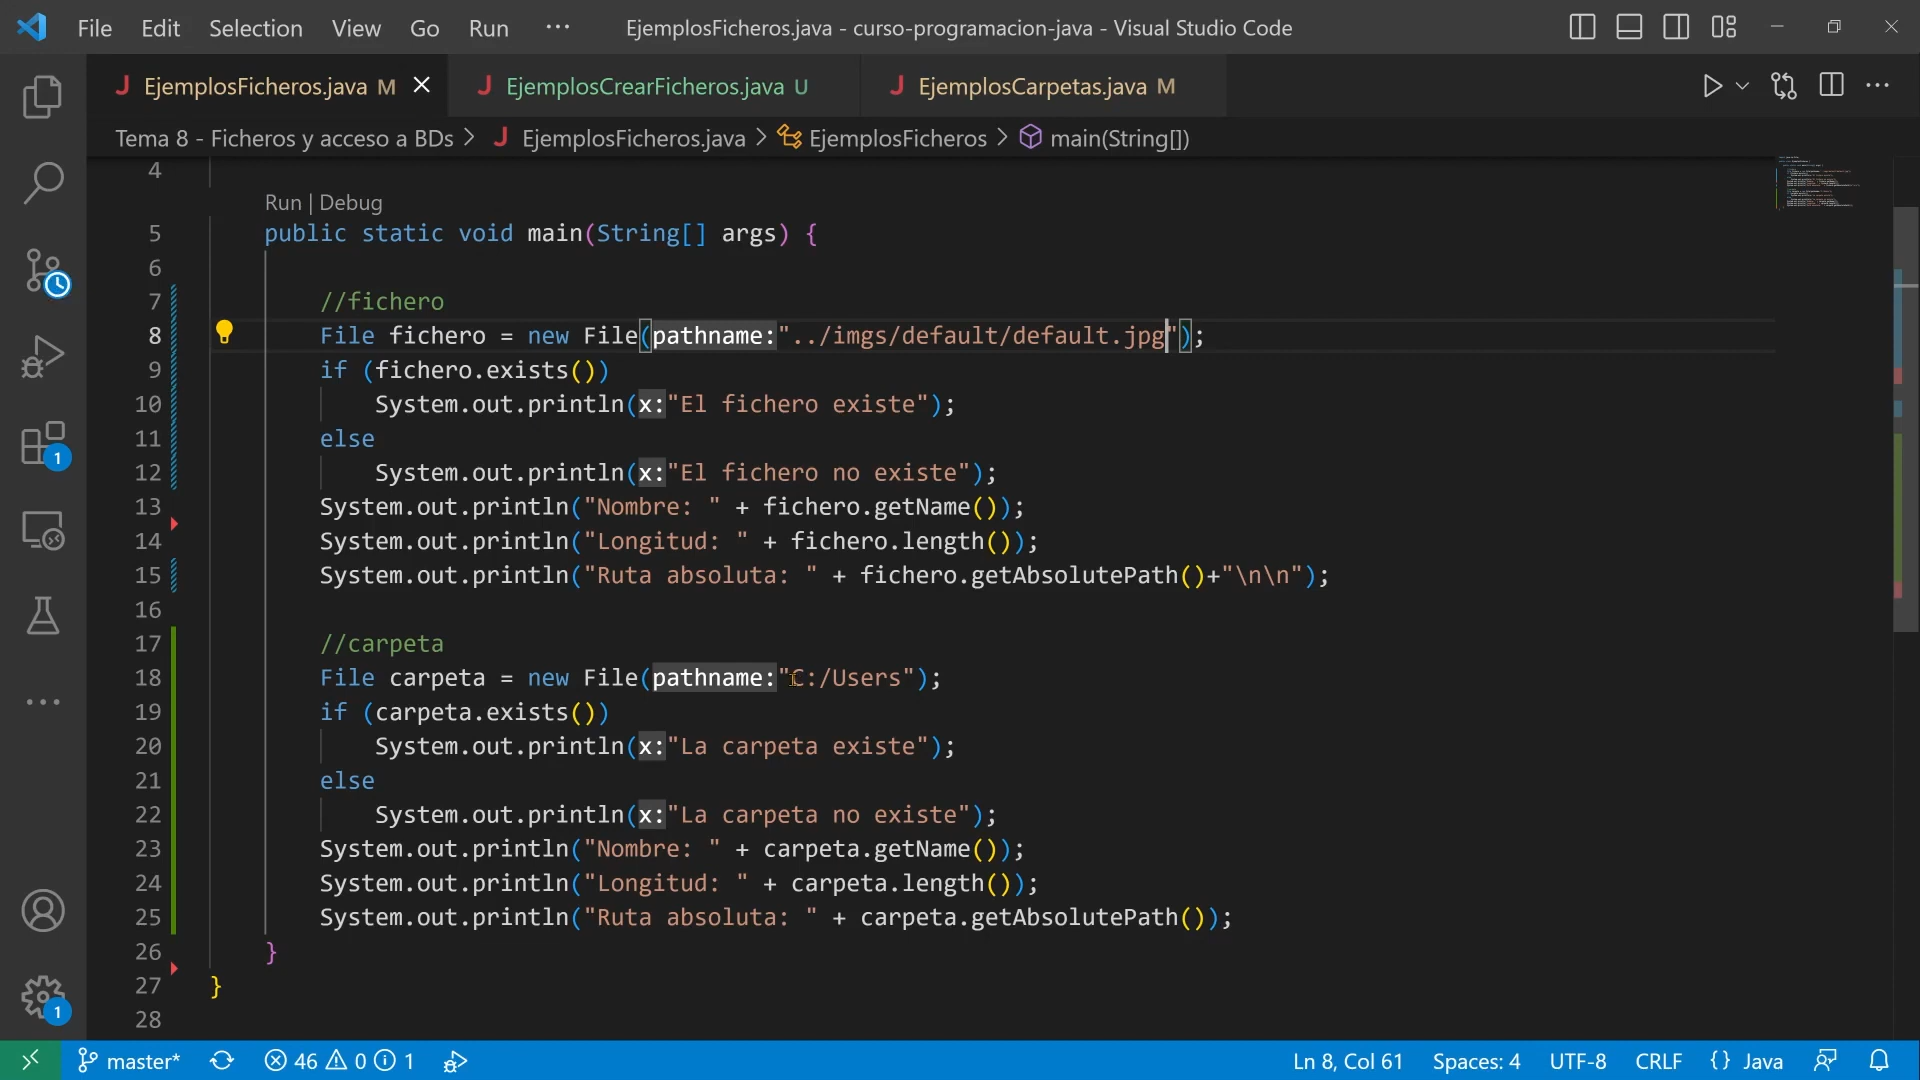 File Edit Selection View Go Run ··· EjemplosFicheros.java - curso-programacion-java - Visual Studio Code
EjemplosFicheros.java M EjemplosCrearFicheros.java U EjemplosCarpetas.java M
Tema 8 - Ficheros y acceso a BDs > EjemplosFicheros.java > EjemplosFicheros > main(String[])
4
Run | Debug
5 public static void main(String[] args) {
6
7 //fichero
8 File fichero = new File(pathname:"../imgs/default/default.jpg");
9 if (fichero.exists())
10 System.out.println(x:"El fichero existe");
11 else
12 System.out.println(x:"El fichero no existe");
13 System.out.println("Nombre: " + fichero.getName());
14 System.out.println("Longitud: " + fichero.length());
15 System.out.println("Ruta absoluta: " + fichero.getAbsolutePath()+"\n\n");
16
17 //carpeta
18 File carpeta = new File(pathname:"C:/Users");
19 if (carpeta.exists())
20 System.out.println(x:"La carpeta existe");
21 else
22 System.out.println(x:"La carpeta no existe");
23 System.out.println("Nombre: " + carpeta.getName());
24 System.out.println("Longitud: " + carpeta.length());
25 System.out.println("Ruta absoluta: " + carpeta.getAbsolutePath());
26 }
27 }
28
1
1
master* 46 0 1 Ln 8, Col 61 Spaces: 4 UTF-8 CRLF {} Java